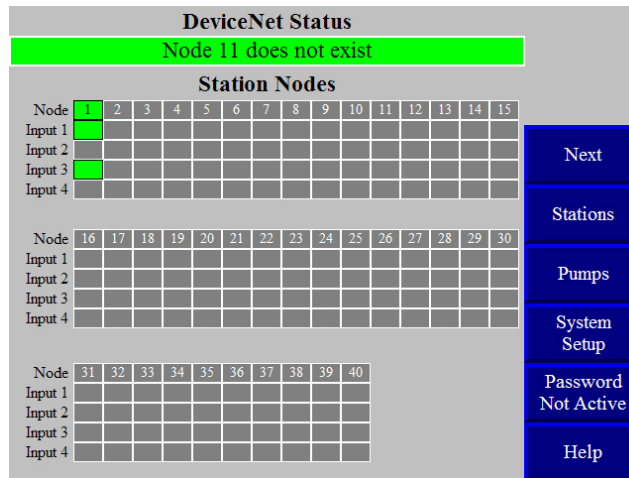 DeviceNet Status
Node 11 does not exist
Station Nodes
Node 1 2 3 4 5 6 7 8 9 10 11 12 13 14 15
Input 1
Input 2
Input 3
Input 4
Node 16 17 18 19 20 21 22 23 24 25 26 27 28 29 30
Input 1
Input 2
Input 3
Input 4
Node 31 32 33 34 35 36 37 38 39 40
Input 1
Input 2
Input 3
Input 4
Next
Stations
Pumps
System
Setup
Password
Not Active
Help